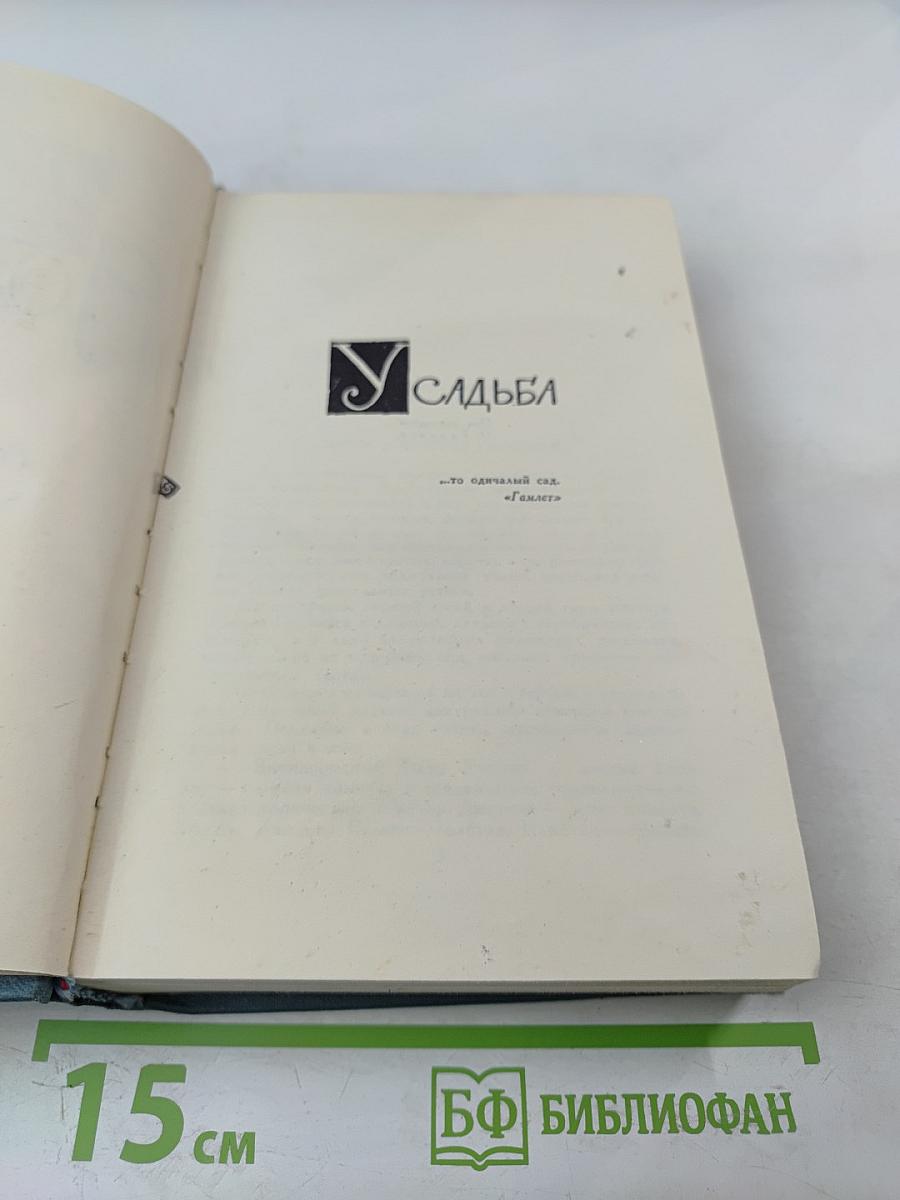 УСАДЬБА
...то одичалый сад.
«Гамлет»
15 см
БФ БИБЛИОФАН